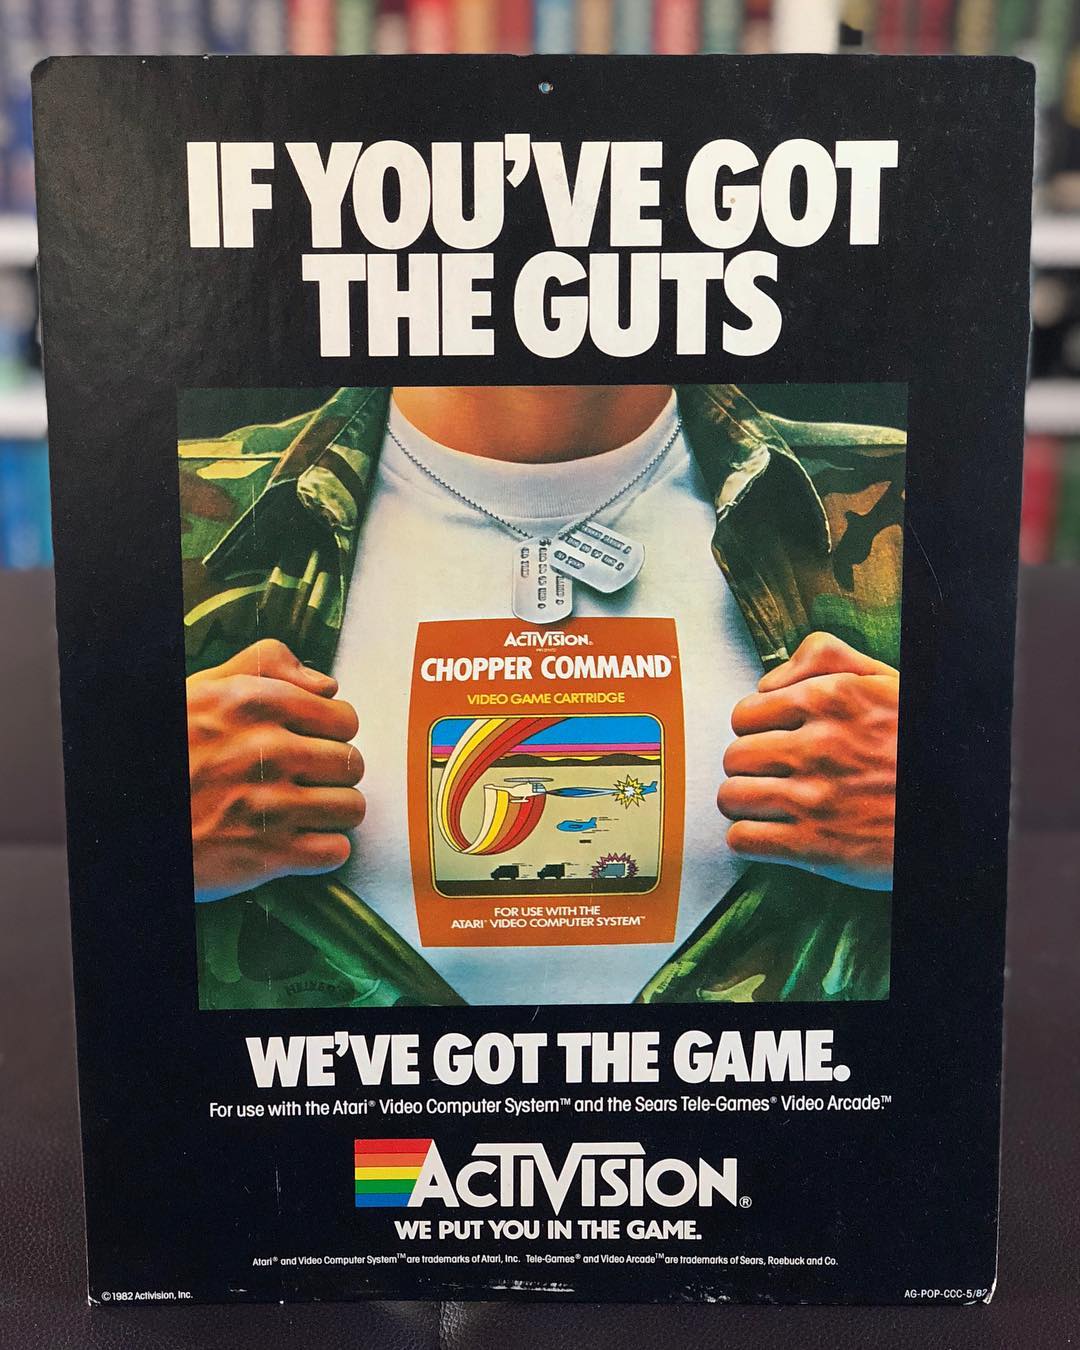 IF YOU'VE GOT
THE GUTS
ACTIVISION®
PRESENTS
CHOPPER COMMAND™
VIDEO GAME CARTRIDGE
FOR USE WITH THE
ATARI® VIDEO COMPUTER SYSTEM™
WE'VE GOT THE GAME.
For use with the Atari® Video Computer System™ and the Sears Tele-Games® Video Arcade.™
ACTIVISION®
WE PUT YOU IN THE GAME.
Atari® and Video Computer System™ are trademarks of Atari, Inc. Tele-Games® and Video Arcade™ are trademarks of Sears, Roebuck and Co.
© 1982 Activision, Inc.
AG-POP-CCC-5/82